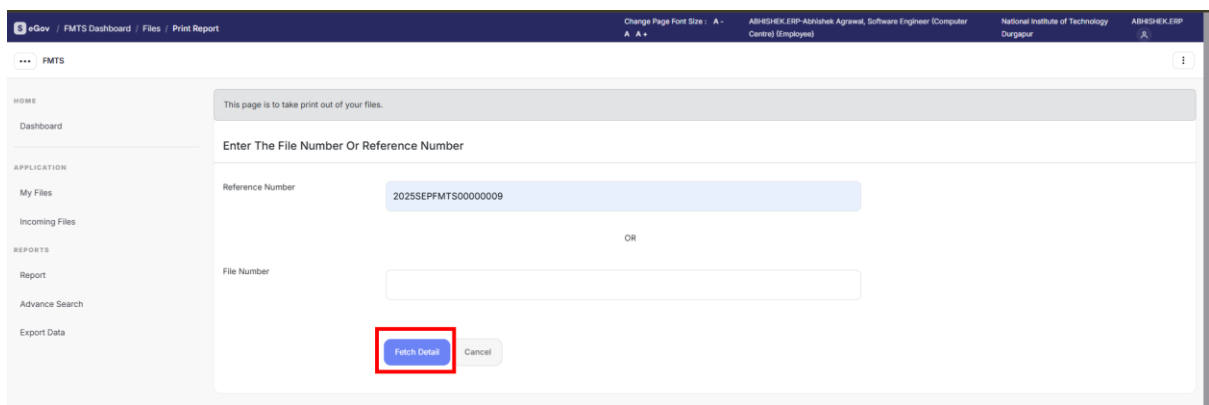 S eGov / FMTS Dashboard / Files / Print Report
Change Page Font Size : A -
A A +
ABHISHEK.ERP-Abhishek Agrawal, Software Engineer (Computer
Centre) (Employee)
National Institute of Technology
Durgapur
ABHISHEK.ERP
••• FMTS
HOME
Dashboard
APPLICATION
My Files
Incoming Files
REPORTS
Report
Advance Search
Export Data
This page is to take print out of your files.
Enter The File Number Or Reference Number
Reference Number
2025SEPFMTS00000009
OR
File Number
Fetch Detail
Cancel